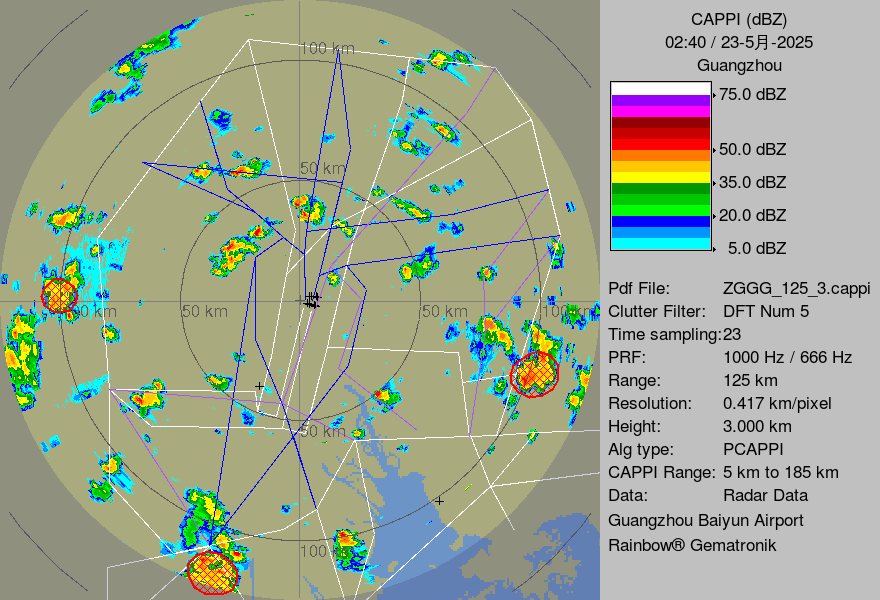 100 km
50 km
50 km
50 km
100 km
50 km
100 km
CAPPI (dBZ)
02:40 / 23-5月-2025
Guangzhou
75.0 dBZ
50.0 dBZ
35.0 dBZ
20.0 dBZ
5.0 dBZ
Pdf File: ZGGG_125_3.cappi
Clutter Filter: DFT Num 5
Time sampling: 23
PRF: 1000 Hz / 666 Hz
Range: 125 km
Resolution: 0.417 km/pixel
Height: 3.000 km
Alg type: PCAPPI
CAPPI Range: 5 km to 185 km
Data: Radar Data
Guangzhou Baiyun Airport
Rainbow® Gematronik